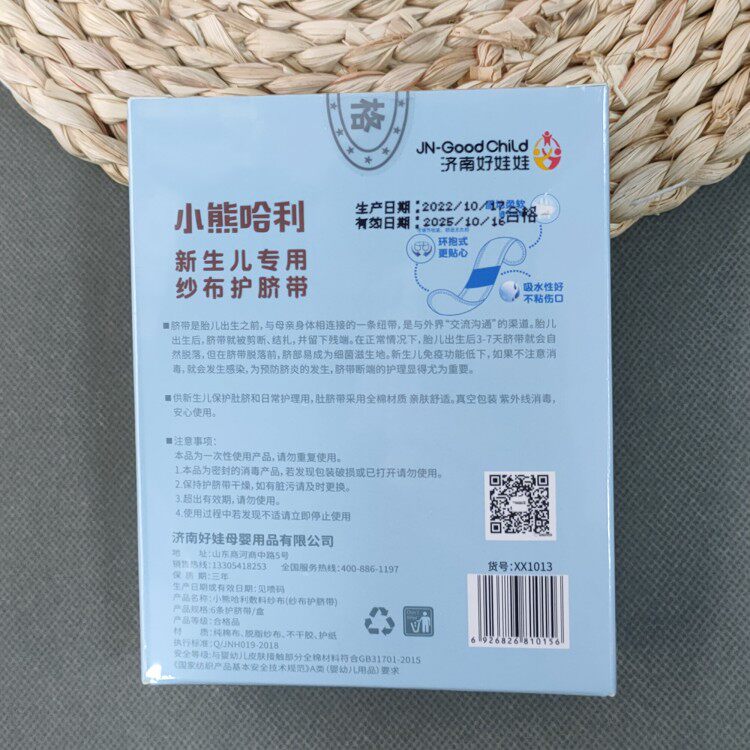 格
JN-Good Child
济南好娃娃
小熊哈利
新生儿专用
纱布护脐带
生产日期:2022/10/17
有效日期:2025/10/16
合格
环抱式
更贴心
吸水性好
不粘伤口
■脐带是胎儿出生之前,与母亲身体相连接的一条纽带,是与外界“交流沟通”的渠道。胎儿
出生后,脐带就被剪断、结扎,并留下残端。在正常情况下,胎儿出生后3-7天脐带就会自
然脱落,但在脐带脱落前,脐部易成为细菌滋生地。新生儿免疫功能低下,如果不注意消
毒,就会发生感染,为预防脐炎的发生,脐带断端的护理显得尤为重要。
■供新生儿保护肚脐和日常护理用,肚脐带采用全棉材质 亲肤舒适。真空包装 紫外线消毒,
安心使用。
■注意事项:
本品为一次性使用产品,请勿重复使用。
1.本品为密封的消毒产品,若发现包装破损或已打开请勿使用。
2.保持护脐带干燥,如有脏污请及时更换。
3.超出有效期,请勿使用。
4.使用过程中若发现不适请立即停止使用
济南好娃母婴用品有限公司
地 址:山东商河商中路5号
销售热线:13305418253 全国服务热线:400-886-1197
保 质 期:三年
生产日期或有效日期:见喷码
产品名称:小熊哈利敷料纱布(纱布护脐带)
产品规格:6条护脐带/盒
产品等级:合格品
材 质:纯棉布、脱脂纱布、不干胶、护纸
执行标准:Q/JNH019-2018
安全等级:与婴幼儿皮肤接触部分全棉材料符合GB31701-2015
《国家纺织产品基本安全技术规范》A类(婴幼儿用品)要求
货号:XX1013
6926826810156